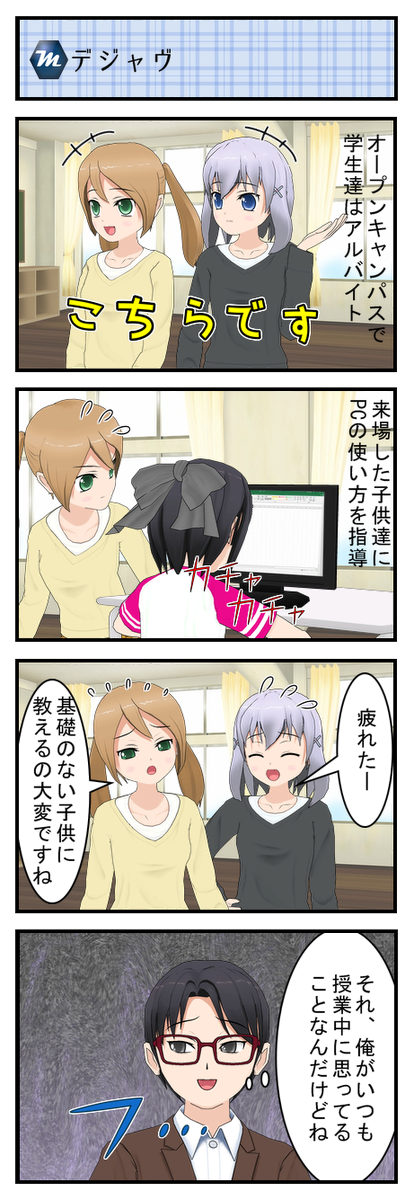 m デジャヴ
オープンキャンパスで
学生達はアルバイト
こちらです
来場した子供達に
PCの使い方を指導
カチャ
カチャ
疲れたー
基礎のない子供に
教えるの大変ですね
それ、俺がいつも
授業中に思ってる
ことなんだけどね
フ...